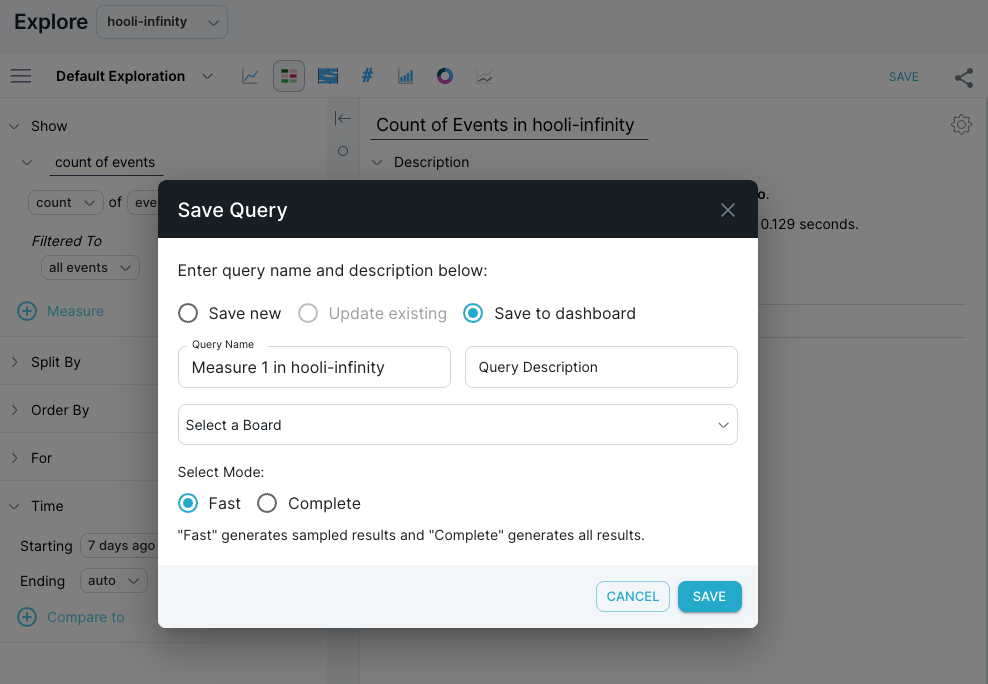 Explore hooli-infinity
Default Exploration # SAVE
Show
count of events
count of eve
Filtered To
all events
Measure
Split By
Order By
For
Time
Starting 7 days ago
Ending auto
Compare to
Count of Events in hooli-infinity
Description
o.
0.129 seconds.
Save Query
Enter query name and description below:
Save new Update existing Save to dashboard
Query Name
Measure 1 in hooli-infinity Query Description
Select a Board
Select Mode:
Fast Complete
"Fast" generates sampled results and "Complete" generates all results.
CANCEL SAVE